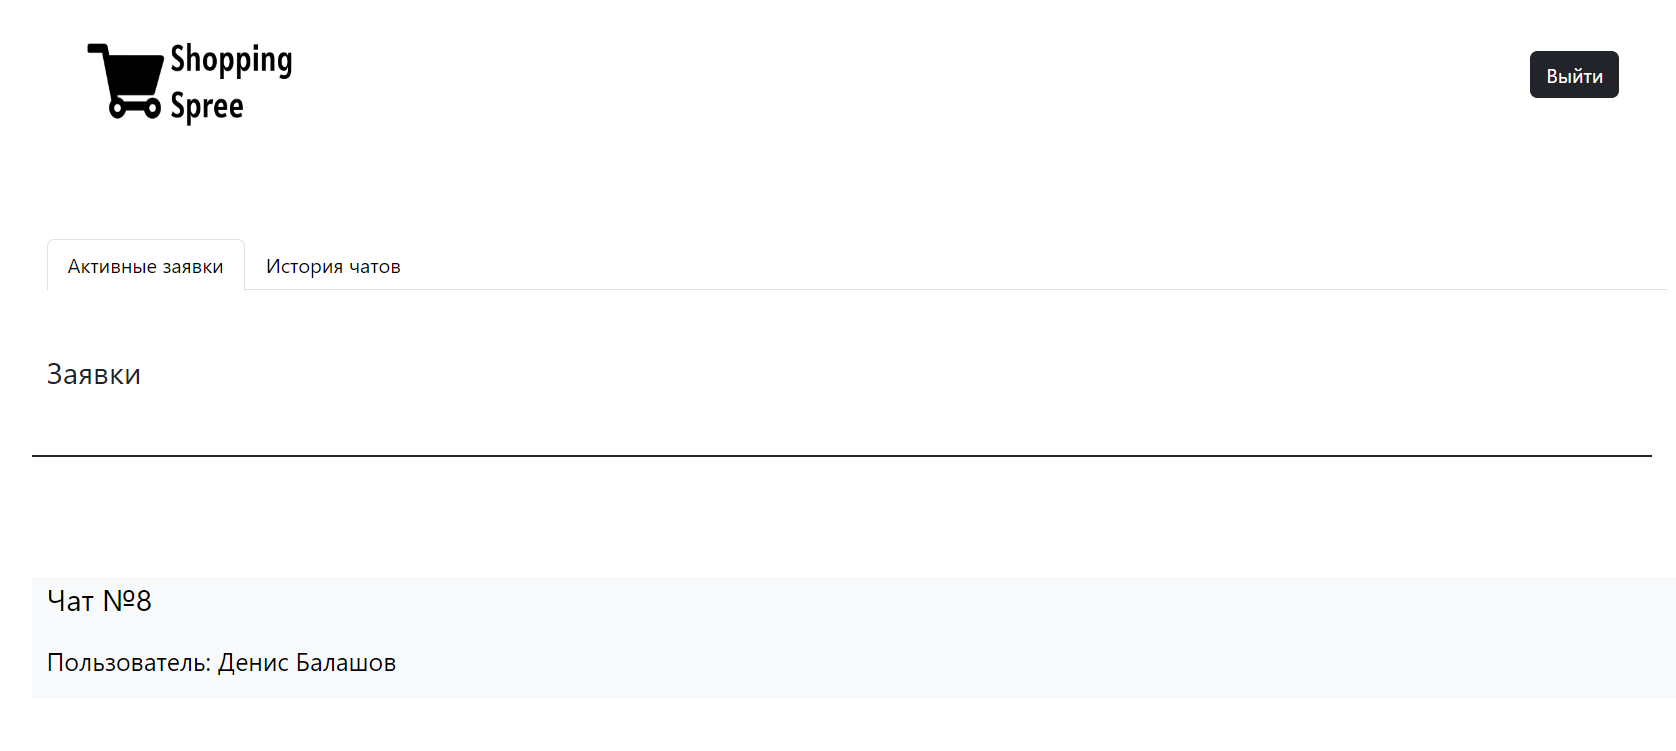 Shopping
Spree
Выйти
Активные заявки
История чатов
Заявки
Чат №8
Пользователь: Денис Балашов